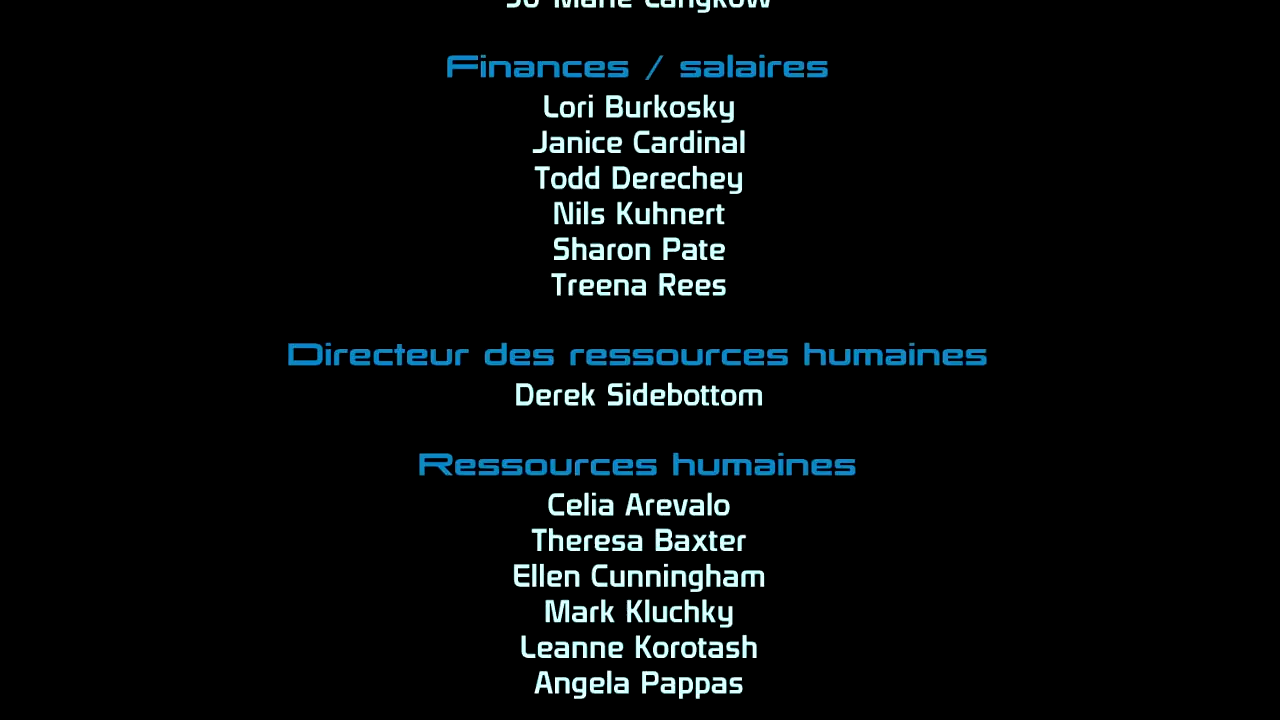 Finances / salaires
Lori Burkosky
Janice Cardinal
Todd Derechey
Nils Kuhnert
Sharon Pate
Treena Rees
Directeur des ressources humaines
Derek Sidebottom
Ressources humaines
Celia Arevalo
Theresa Baxter
Ellen Cunningham
Mark Kluchky
Leanne Korotash
Angela Pappas